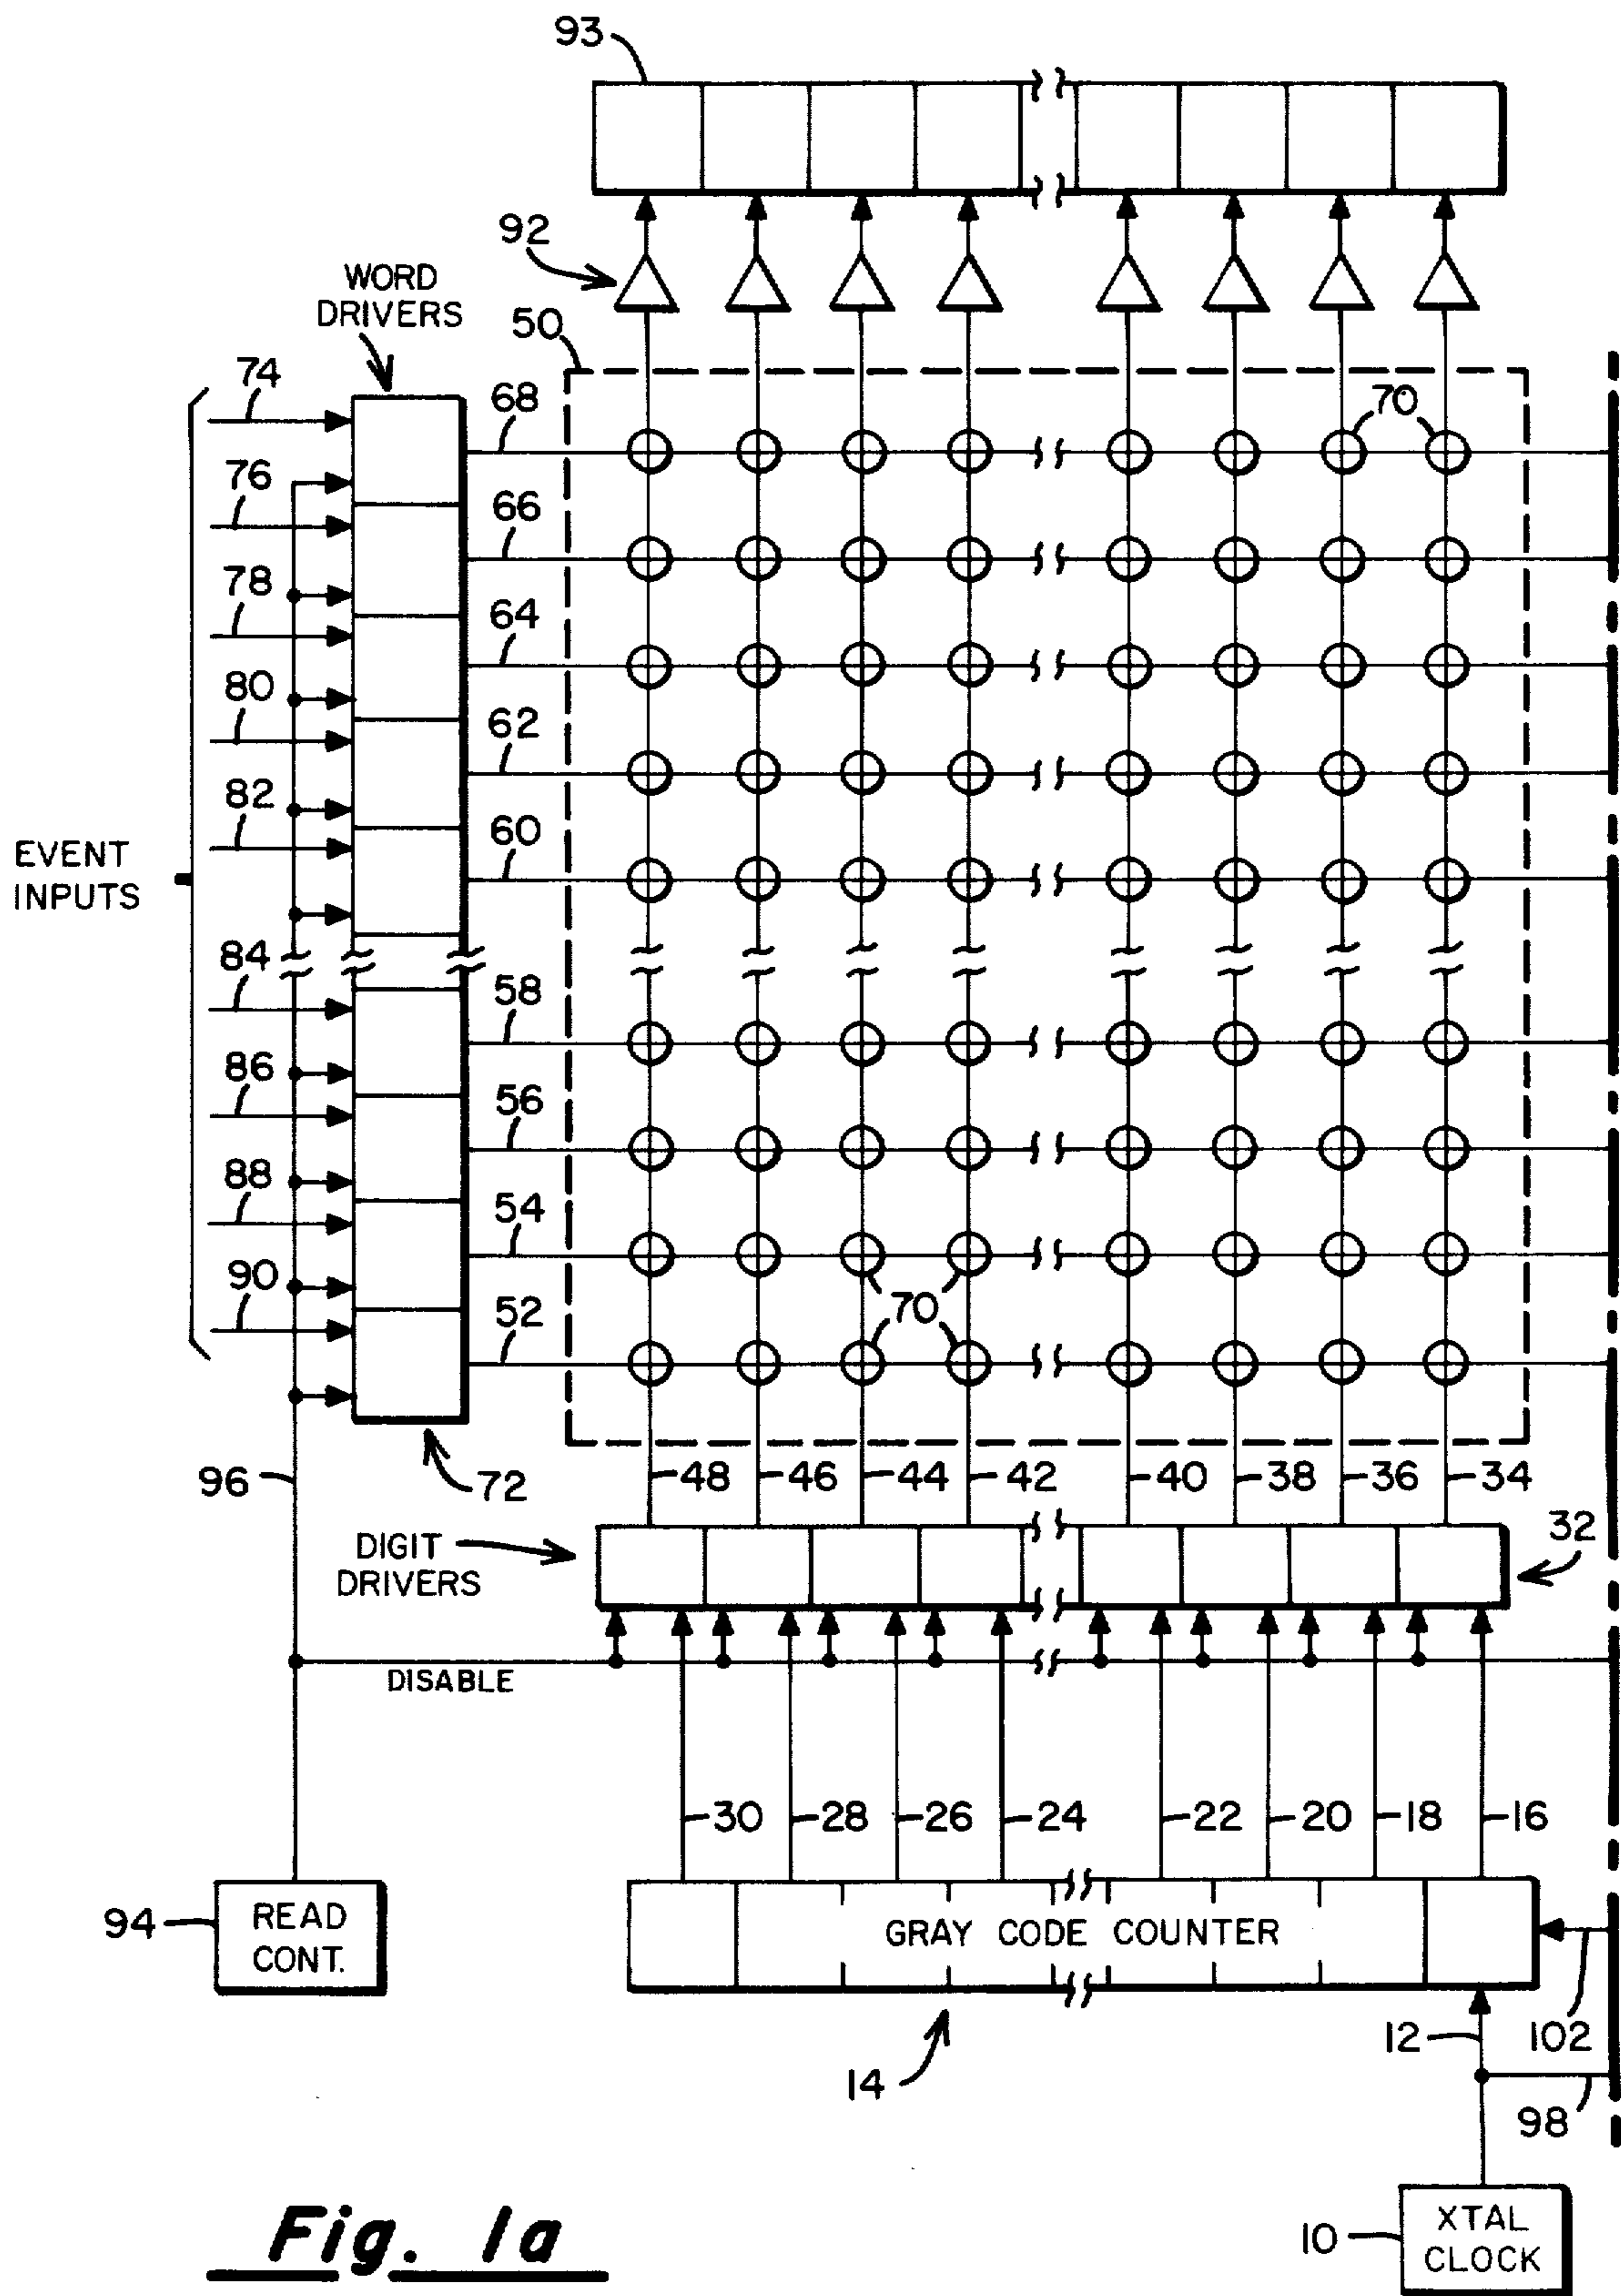 93
92
WORD
DRIVERS
50
74
68
70
76
66
78
64
80
62
82
60
EVENT
INPUTS
84
58
86
56
88
54
90
70
52
96
72
48 46 44 42 40 38 36 34
DIGIT
DRIVERS
32
DISABLE
30 28 26 24 22 20 18 16
94
READ
CONT.
GRAY CODE COUNTER
12
102
14
98
10
XTAL
CLOCK
Fig. 1a